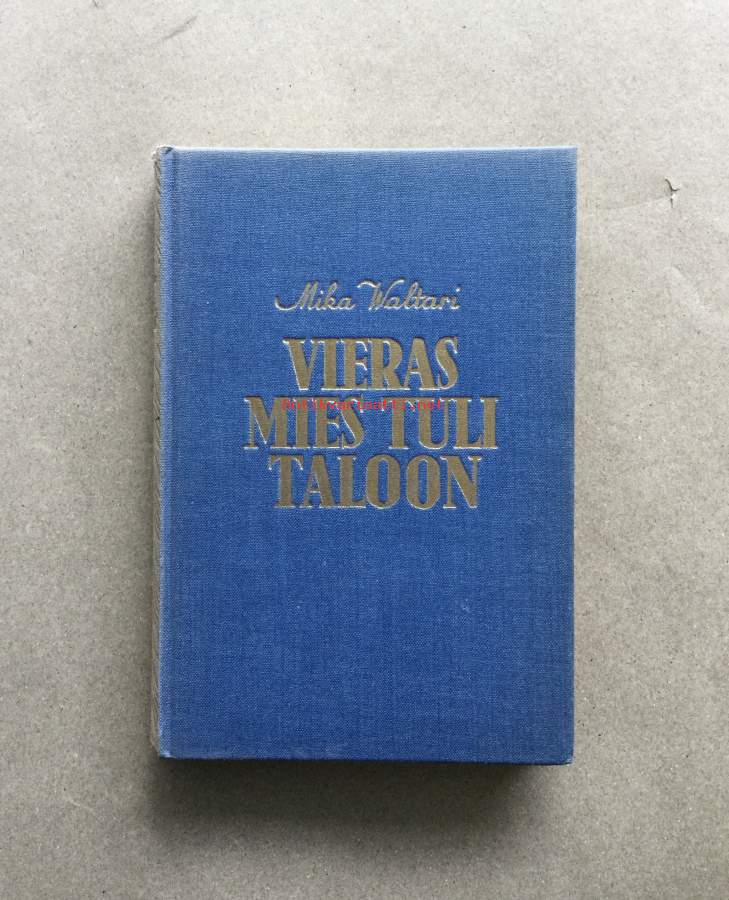 Mika Waltari
VIERAS
MIES TULI
TALOON